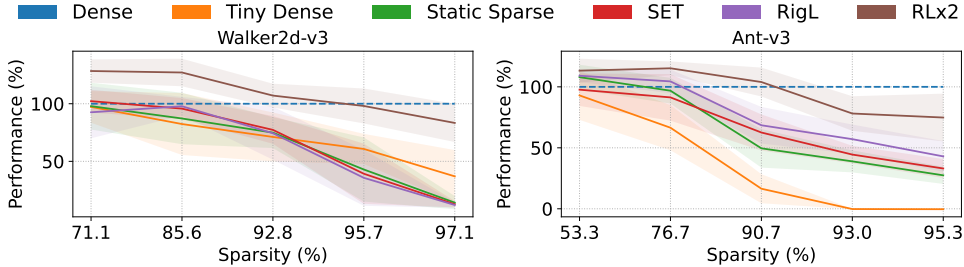 Dense Tiny Dense Static Sparse SET RigL RLx2
Walker2d-v3
Performance (%)
100
50
71.1 85.6 92.8 95.7 97.1
Sparsity (%)
Ant-v3
Performance (%)
100
50
0
53.3 76.7 90.7 93.0 95.3
Sparsity (%)